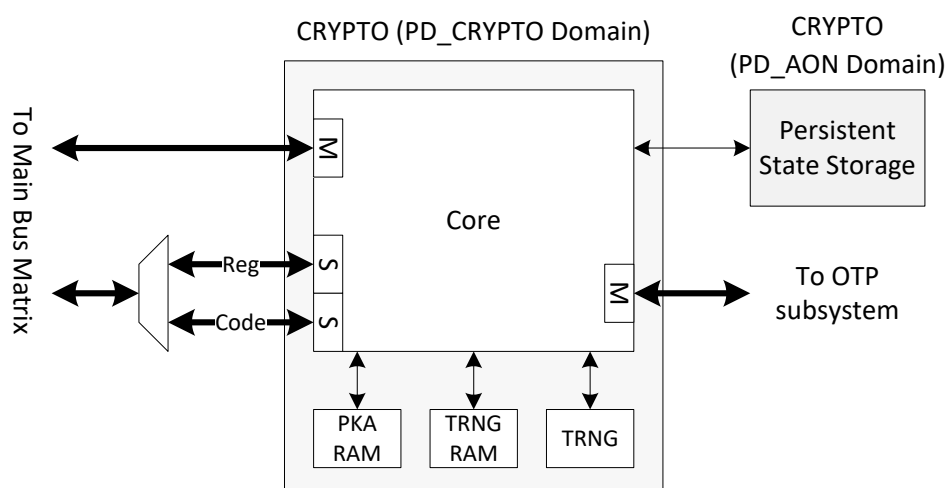 CRYPTO (PD_CRYPTO Domain)
CRYPTO
(PD_AON Domain)
To Main Bus Matrix
M
Persistent
State Storage
Core
Reg
S
Code
S
M
To OTP
subsystem
PKA
RAM
TRNG
RAM
TRNG